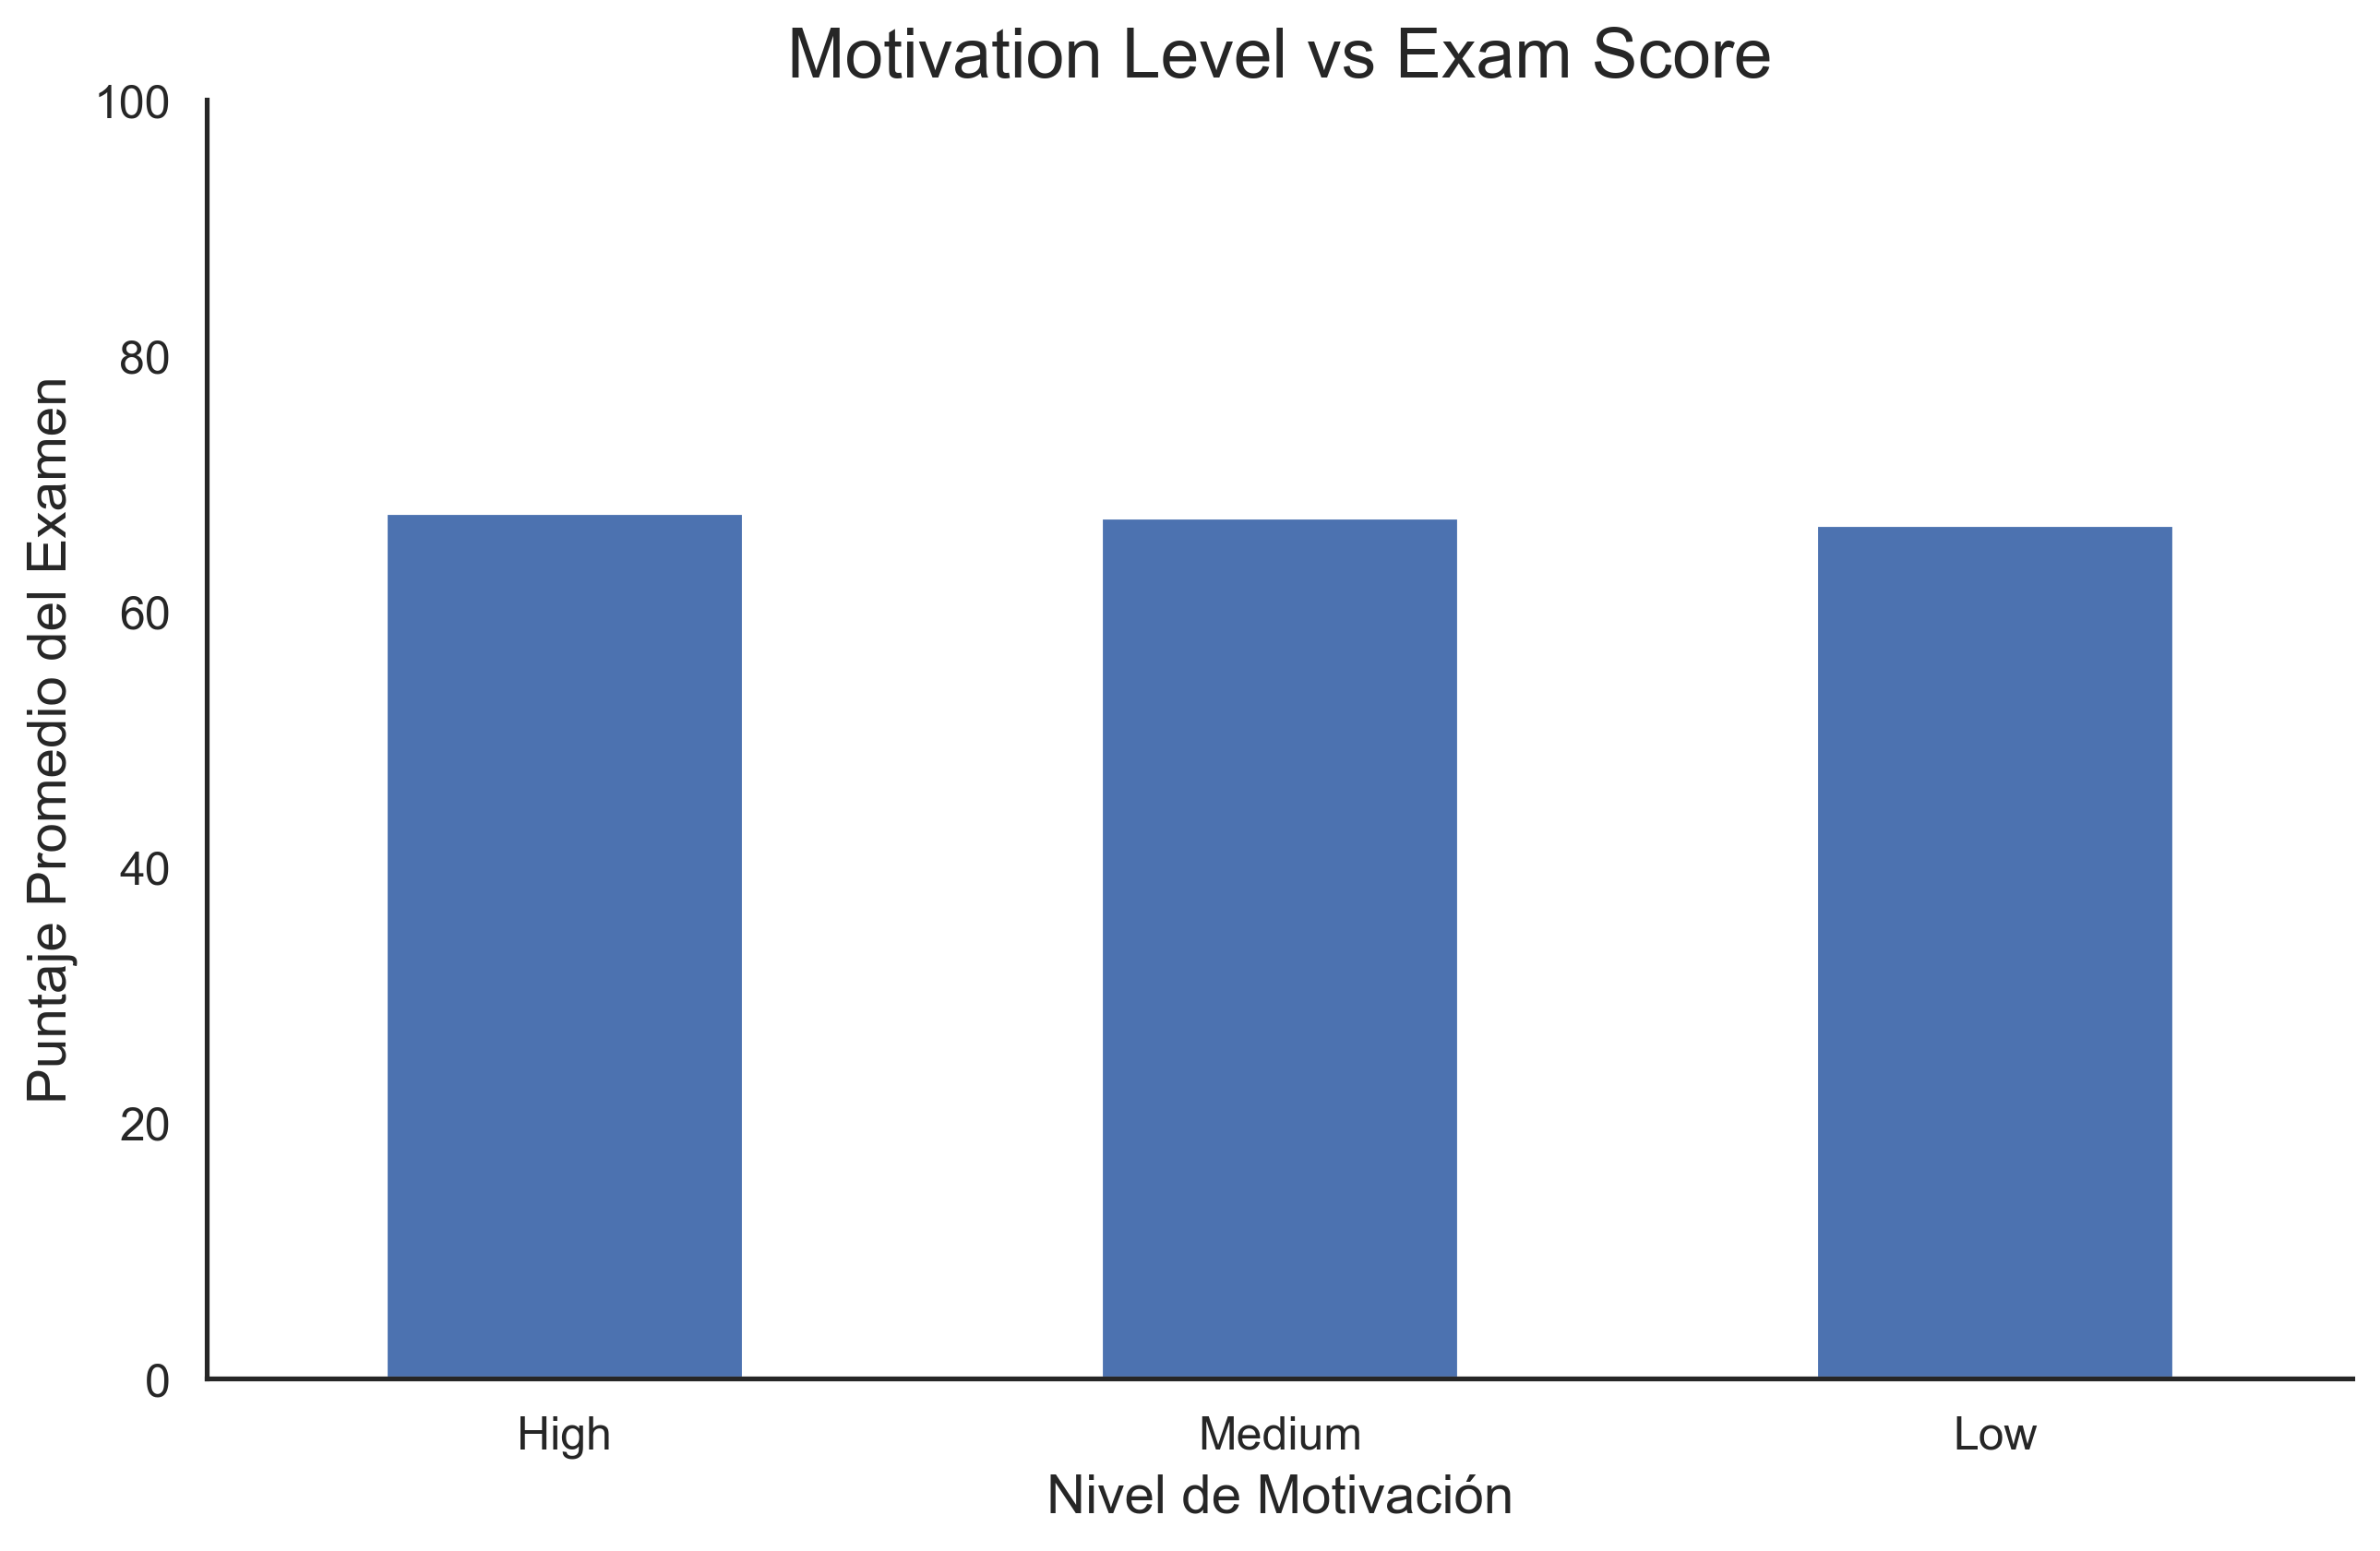 Motivation Level vs Exam Score
Puntaje Promedio del Examen
100
80
60
40
20
0
High
Medium
Low
Nivel de Motivación